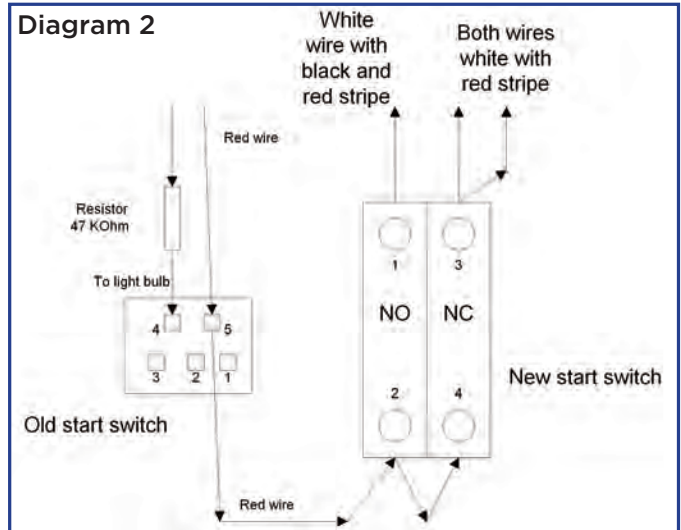 Diagram 2
White
wire with
black and
red stripe
Both wires
white with
red stripe
Red wire
Resistor
47 KOhm
To light bulb
4
5
3
2
1
Old start switch
1
3
NO
NC
2
4
New start switch
Red wire